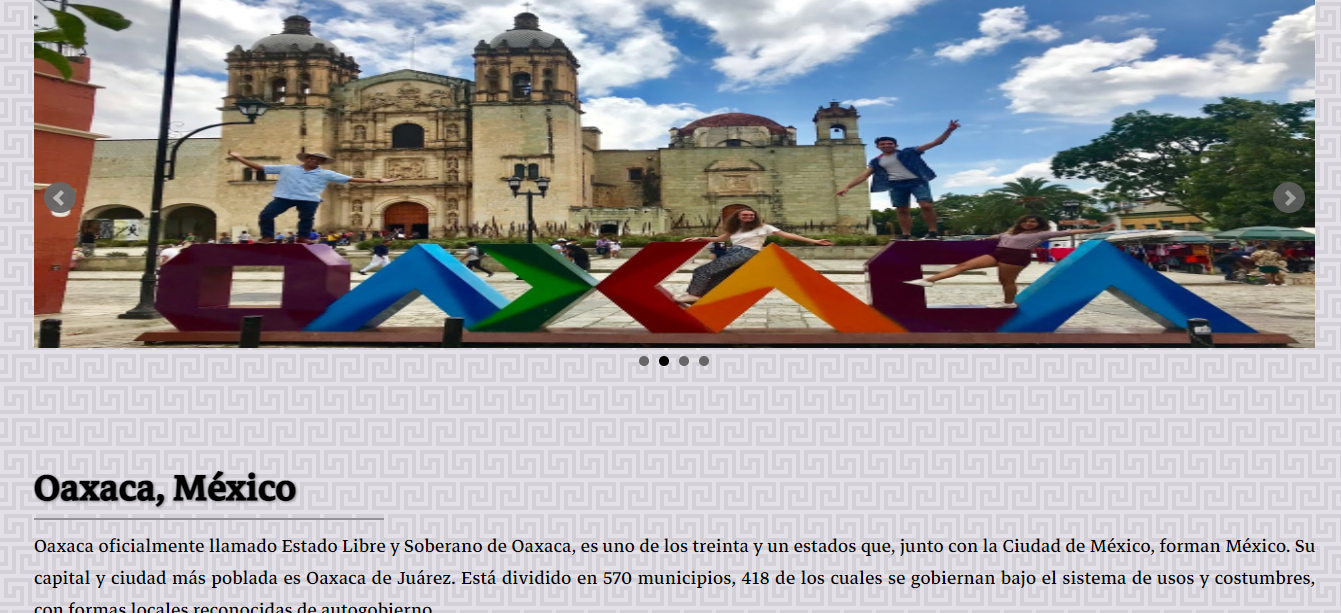 OAXACA
Oaxaca, México
Oaxaca oficialmente llamado Estado Libre y Soberano de Oaxaca, es uno de los treinta y un estados que, junto con la Ciudad de México, forman México. Su
capital y ciudad más poblada es Oaxaca de Juárez. Está dividido en 570 municipios, 418 de los cuales se gobiernan bajo el sistema de usos y costumbres,
con formas locales reconocidas de autogobierno.